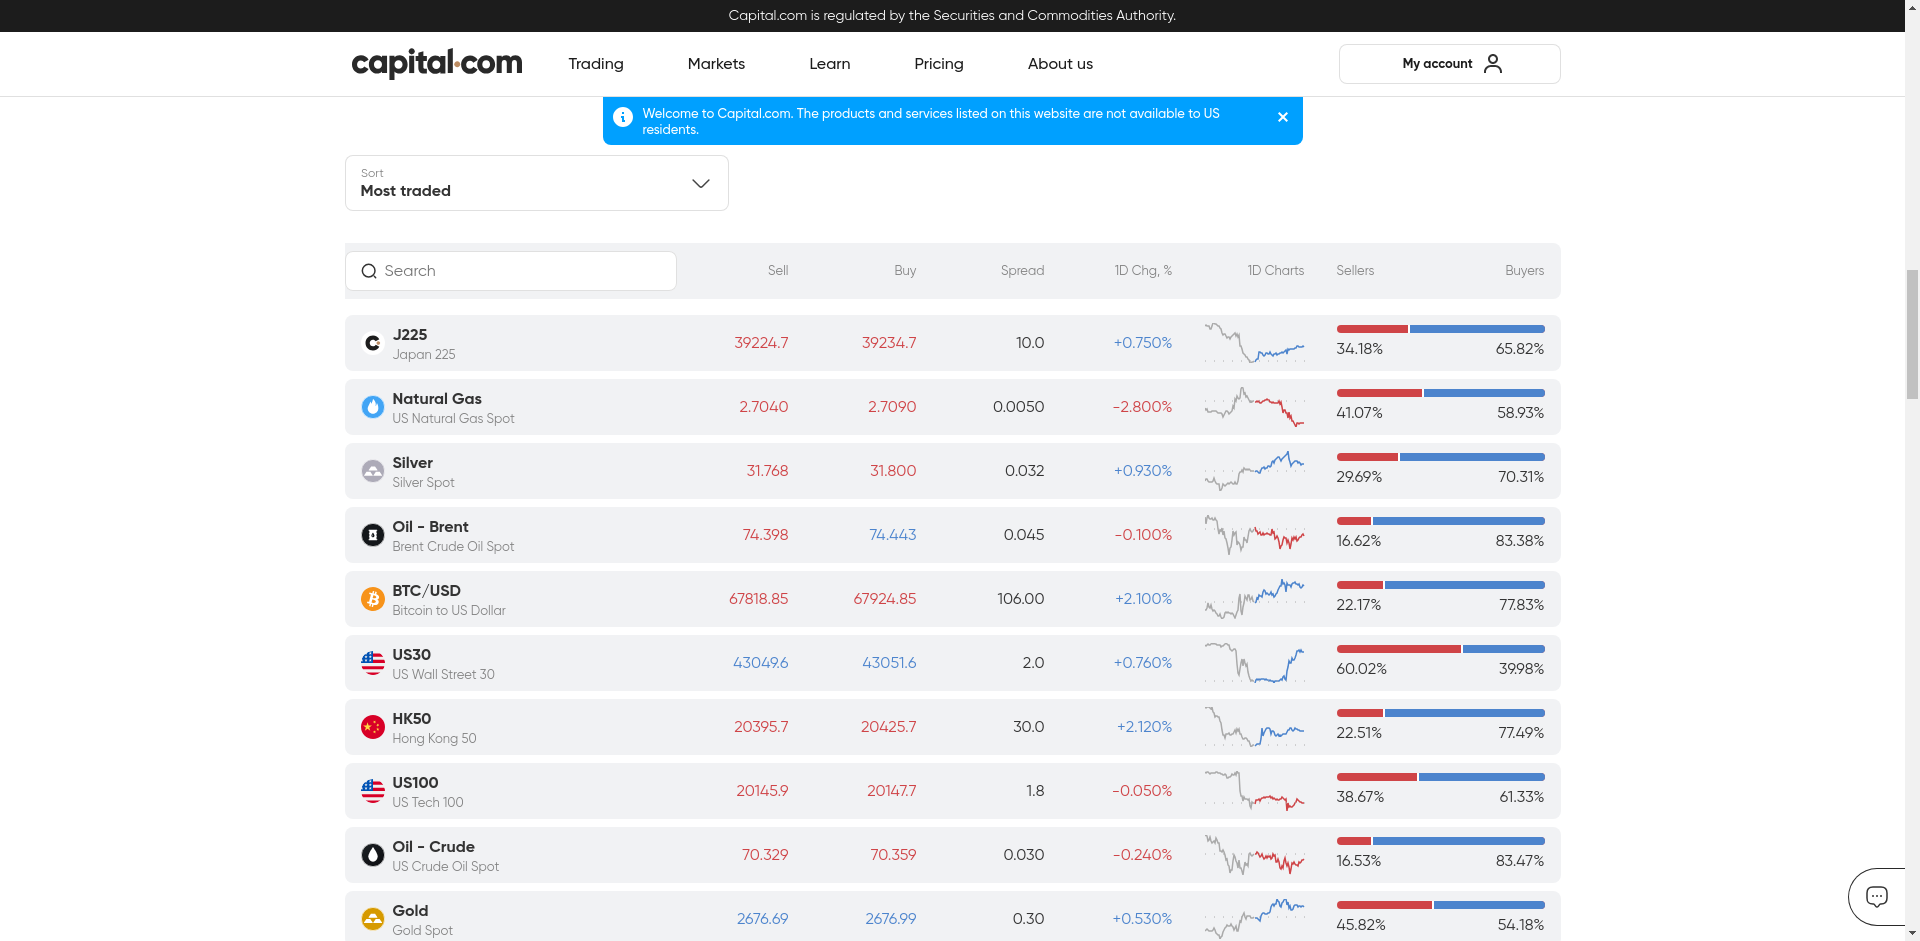 Capital.com is regulated by the Securities and Commodities Authority.
capital.com
Trading
Markets
Learn
Pricing
About us
My account
Welcome to Capital.com. The products and services listed on this website are not available to US
residents.
Sort
Most traded
Search
Sell
Buy
Spread
1D Chg, %
1D Charts
Sellers
Buyers
J225
Japan 225
39224.7
39234.7
10.0
+0.750%
34.18%
65.82%
Natural Gas
US Natural Gas Spot
2.7040
2.7090
0.0050
-2.800%
41.07%
58.93%
Silver
Silver Spot
31.768
31.800
0.032
+0.930%
29.69%
70.31%
Oil - Brent
Brent Crude Oil Spot
74.398
74.443
0.045
-0.100%
16.62%
83.38%
BTC/USD
Bitcoin to US Dollar
67818.85
67924.85
106.00
+2.100%
22.17%
77.83%
US30
US Wall Street 30
43049.6
43051.6
2.0
+0.760%
60.02%
39.98%
HK50
Hong Kong 50
20395.7
20425.7
30.0
+2.120%
22.51%
77.49%
US100
US Tech 100
20145.9
20147.7
1.8
-0.050%
38.67%
61.33%
Oil - Crude
US Crude Oil Spot
70.329
70.359
0.030
-0.240%
16.53%
83.47%
Gold
Gold Spot
2676.69
2676.99
0.30
+0.530%
45.82%
54.18%